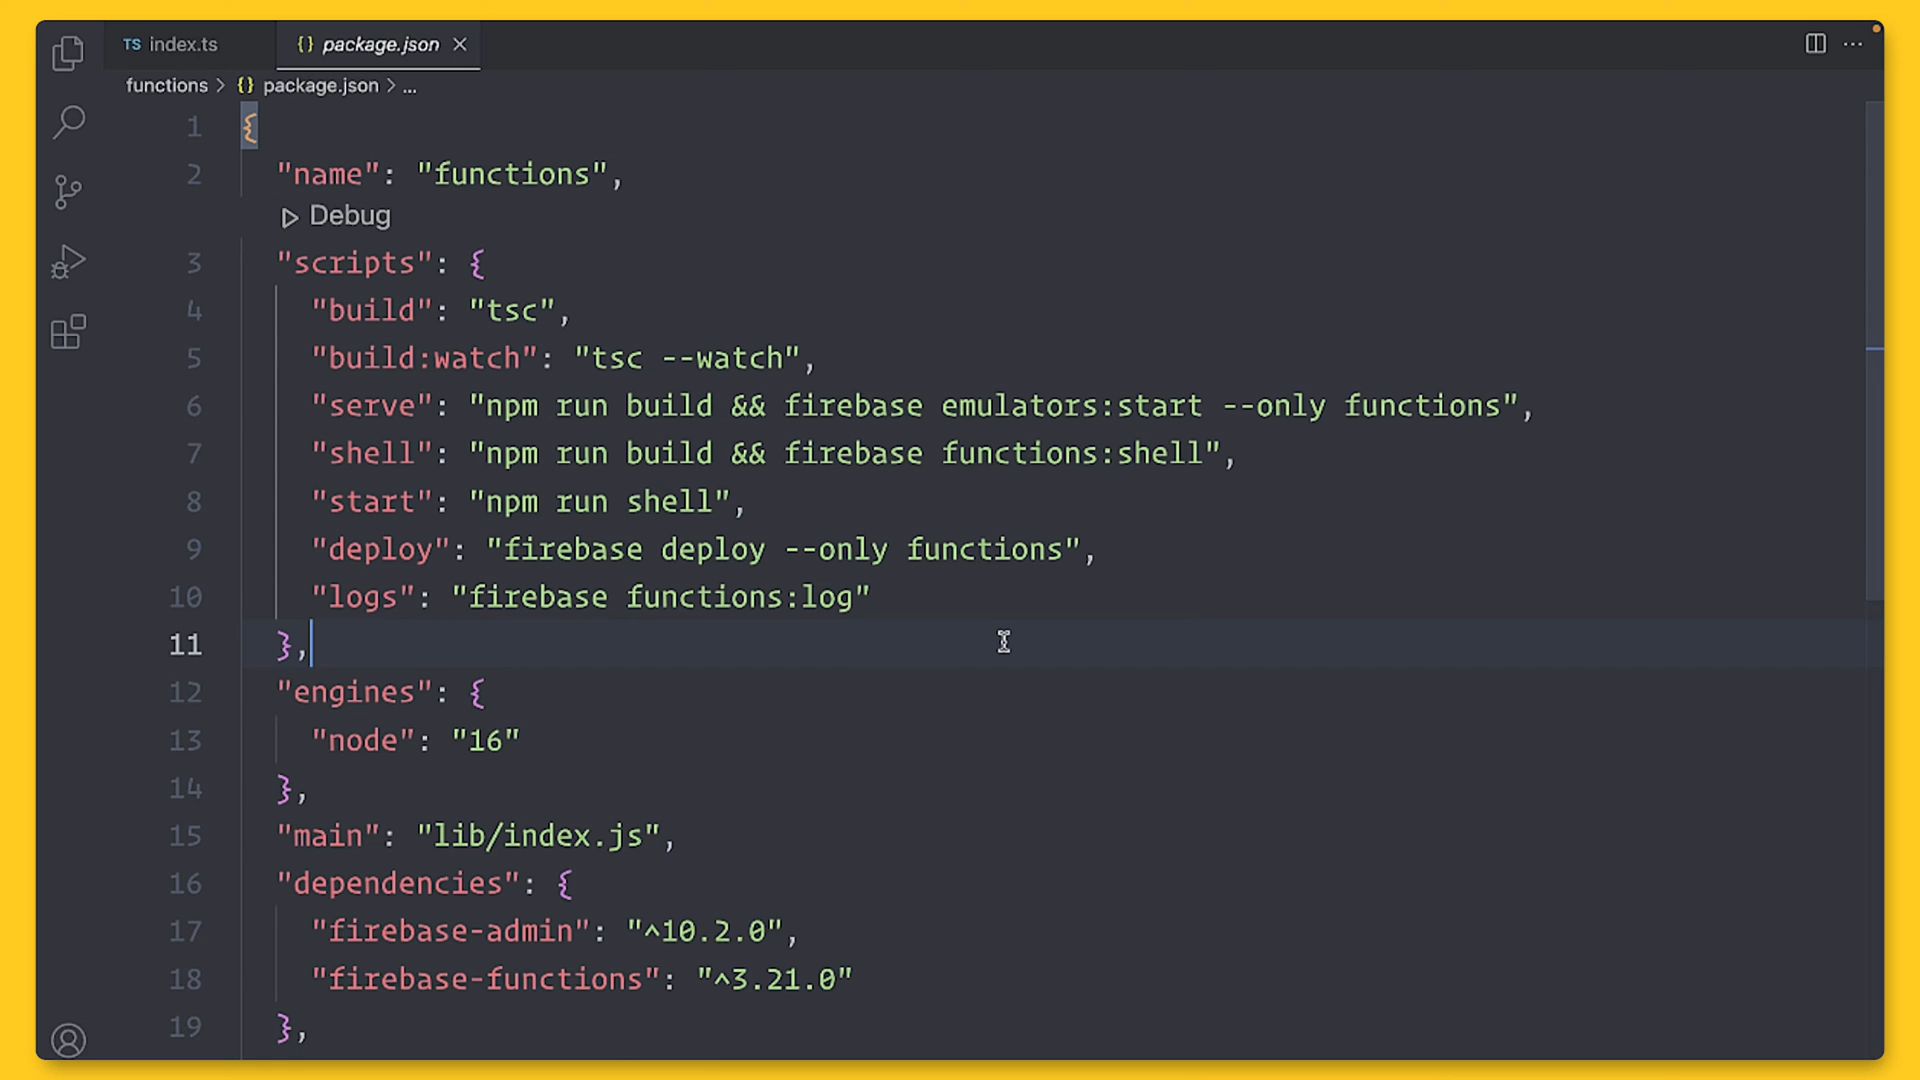 TS index.ts
{} package.json
functions > {} package.json > ...
1 {
2 "name": "functions",
Debug
3 "scripts": {
4 "build": "tsc",
5 "build:watch": "tsc --watch",
6 "serve": "npm run build && firebase emulators:start --only functions",
7 "shell": "npm run build && firebase functions:shell",
8 "start": "npm run shell",
9 "deploy": "firebase deploy --only functions",
10 "logs": "firebase functions:log"
11 },
12 "engines": {
13 "node": "16"
14 },
15 "main": "lib/index.js",
16 "dependencies": {
17 "firebase-admin": "^10.2.0",
18 "firebase-functions": "^3.21.0"
19 },